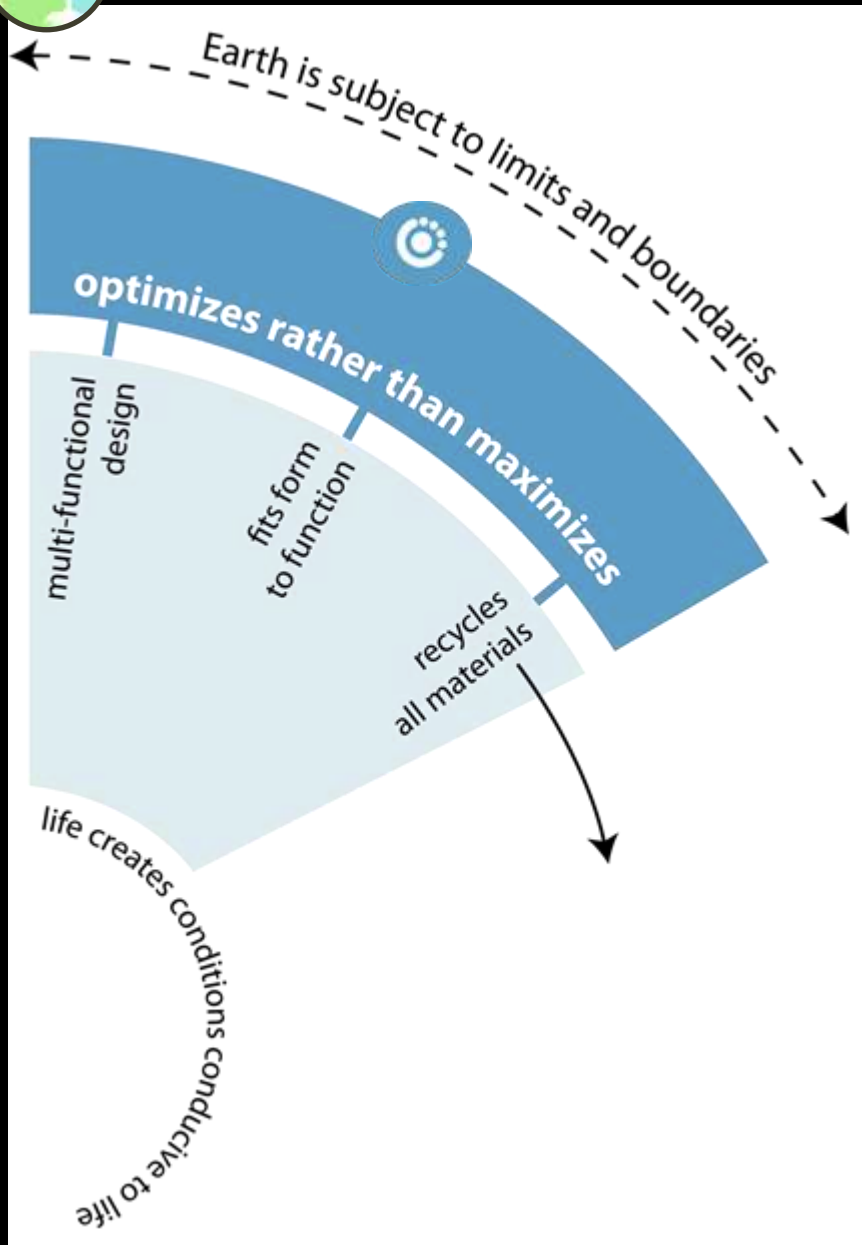 Earth is subject to limits and boundaries
optimizes rather than maximizes
multi-functional
design
fits form
to function
recycles
all materials
life creates conditions conducive to life